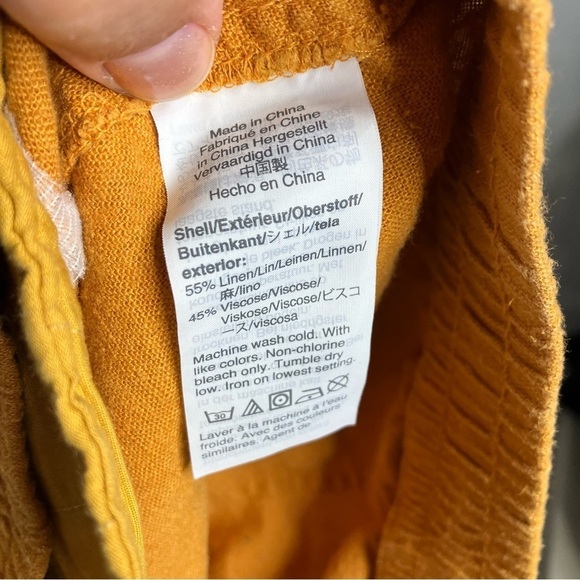 Made in China
Fabriqué en China
in China Hergestellt
vervaardigd in China
中国製
Hecho en China
Shell/Extérieur/Oberstoff/
Buitenkant/シェル/tela
exterior:
55% Linen/Lin/Leinen/Linnen/
麻/lino
45% Viscose/Viscose/
Viskose/Viscose/ビスコ
ース/viscosa
Machine wash cold. With
like colors. Non-chlorine
bleach only. Tumble dry
low. Iron on lowest setting.
30
Laver à la machine à l'eau
froide. Avec des couleurs
similaires. Agent de